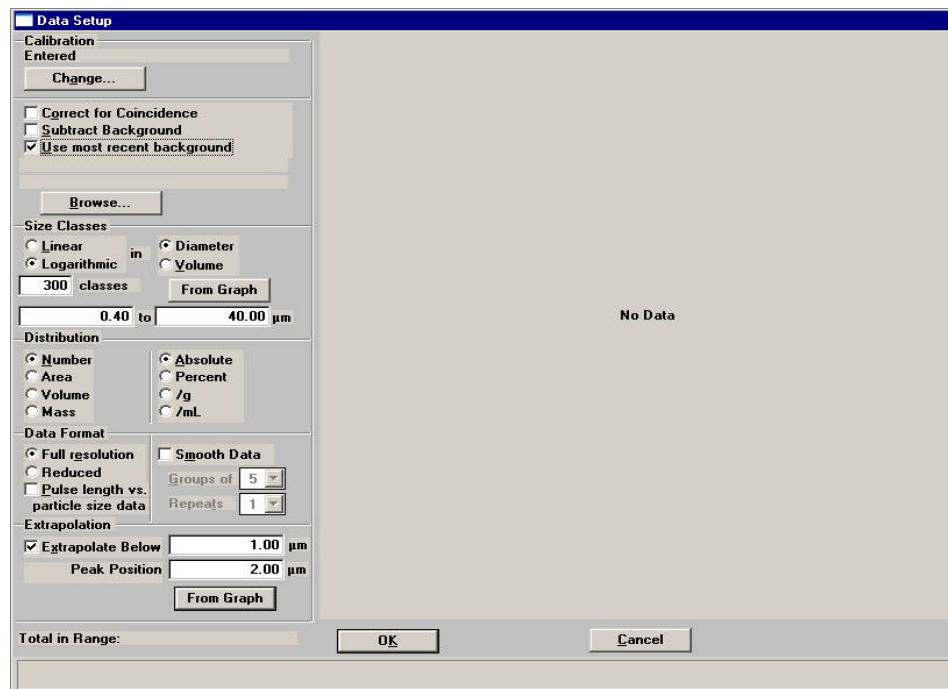 Data Setup
Calibration
Entered
Change...
Correct for Coincidence
Subtract Background
Use most recent background
Browse...
Size Classes
Linear
Logarithmic
in
Diameter
Volume
300 classes
From Graph
0.40 to 40.00 µm
Distribution
Number
Area
Volume
Mass
Absolute
Percent
/g
/mL
Data Format
Full resolution
Reduced
Pulse length vs.
particle size data
Smooth Data
Groups of 5
Repeats 1
Extrapolation
Extrapolate Below 1.00 µm
Peak Position 2.00 µm
From Graph
No Data
Total in Range:
OK
Cancel